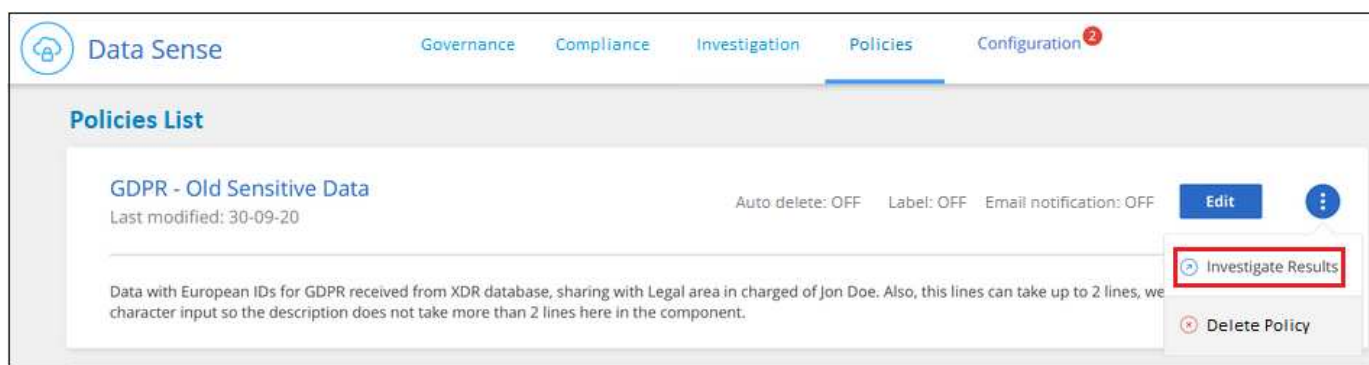 Data Sense
Governance Compliance Investigation Policies Configuration 2
Policies List
GDPR - Old Sensitive Data
Last modified: 30-09-20
Auto delete: OFF Label: OFF Email notification: OFF Edit
Investigate Results
Data with European IDs for GDPR received from XDR database, sharing with Legal area in charged of Jon Doe. Also, this lines can take up to 2 lines, we
character input so the description does not take more than 2 lines here in the component.
Delete Policy